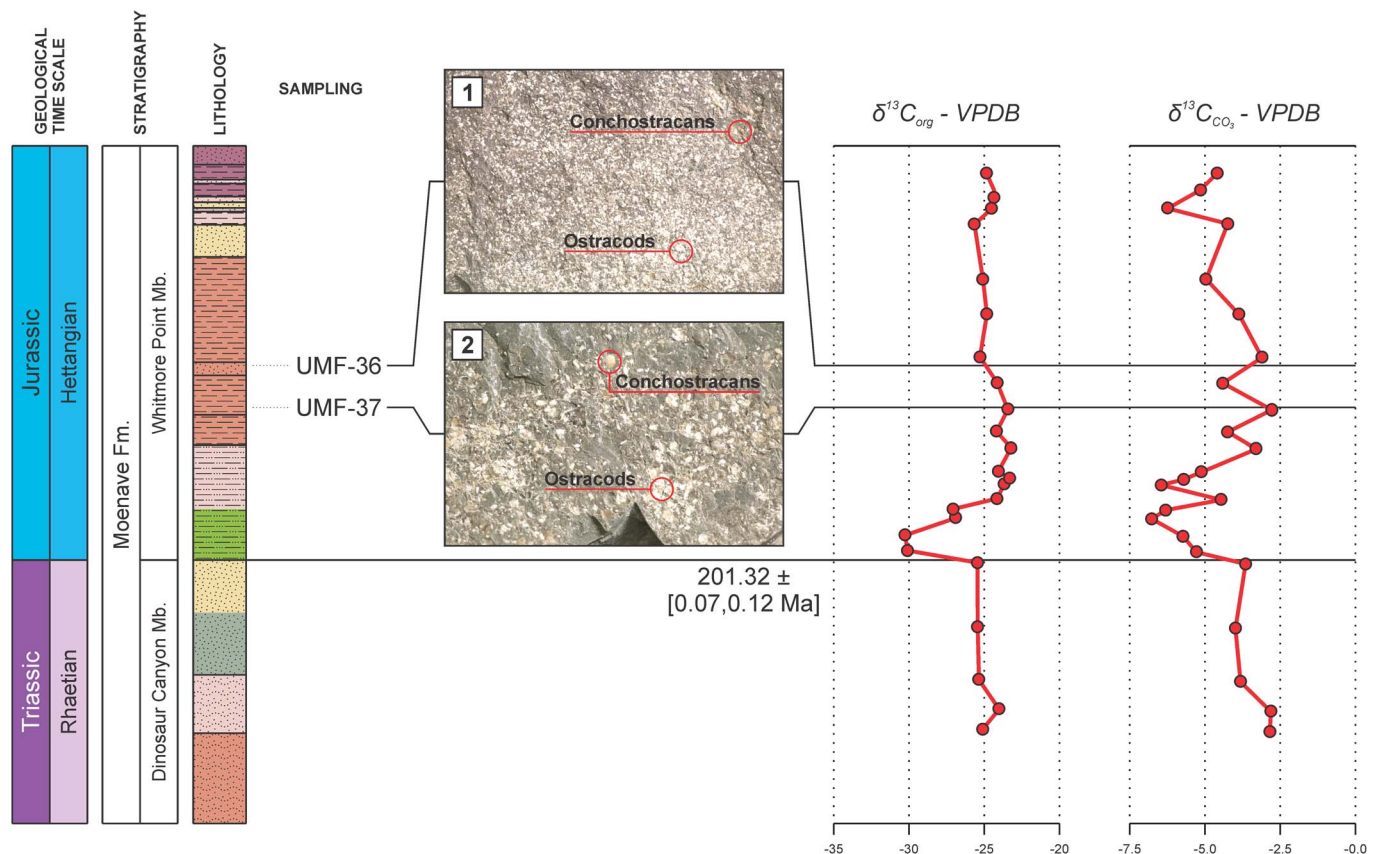 GEOLOGICAL
TIME SCALE
STRATIGRAPHY
LITHOLOGY
SAMPLING
Jurassic
Hettangian
Triassic
Rhaetian
Moenave Fm.
Whitmore Point Mb.
Dinosaur Canyon Mb.
UMF-36
UMF-37
1
Conchostracans
Ostracods
2
Conchostracans
Ostracods
201.32 ±
[0.07,0.12 Ma]
δ¹³C_org - VPDB
-35 -30 -25 -20
δ¹³C_CO₃ - VPDB
-7.5 -5.0 -2.5 -0.0